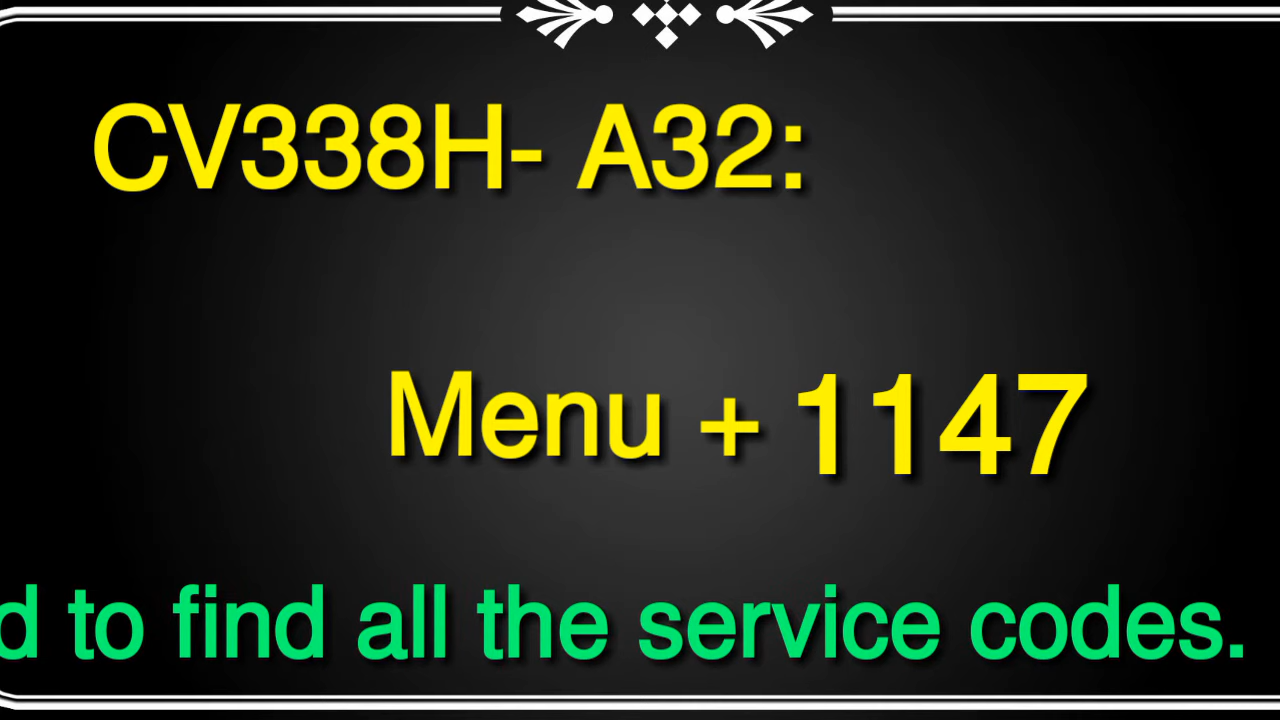 CV338H- A32:
Menu + 1147
d to find all the service codes.